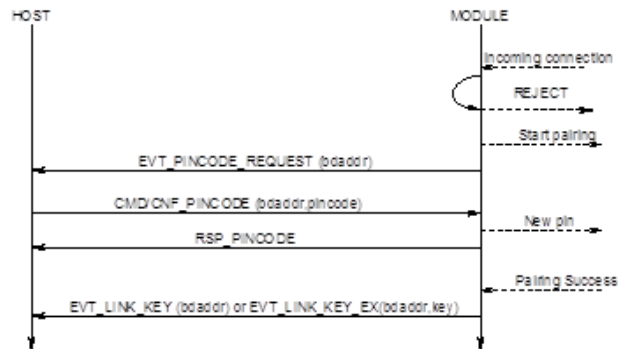 HOST
MODULE
Incoming connection
REJECT
Start pairing
EVT_PINCODE_REQUEST (bdaddr)
CMD/CNF_PINCODE (bdaddr,pincode)
New pin
RSP_PINCODE
Pairing Success
EVT_LINK_KEY (bdaddr) or EVT_LINK_KEY_EX(bdaddr,key)